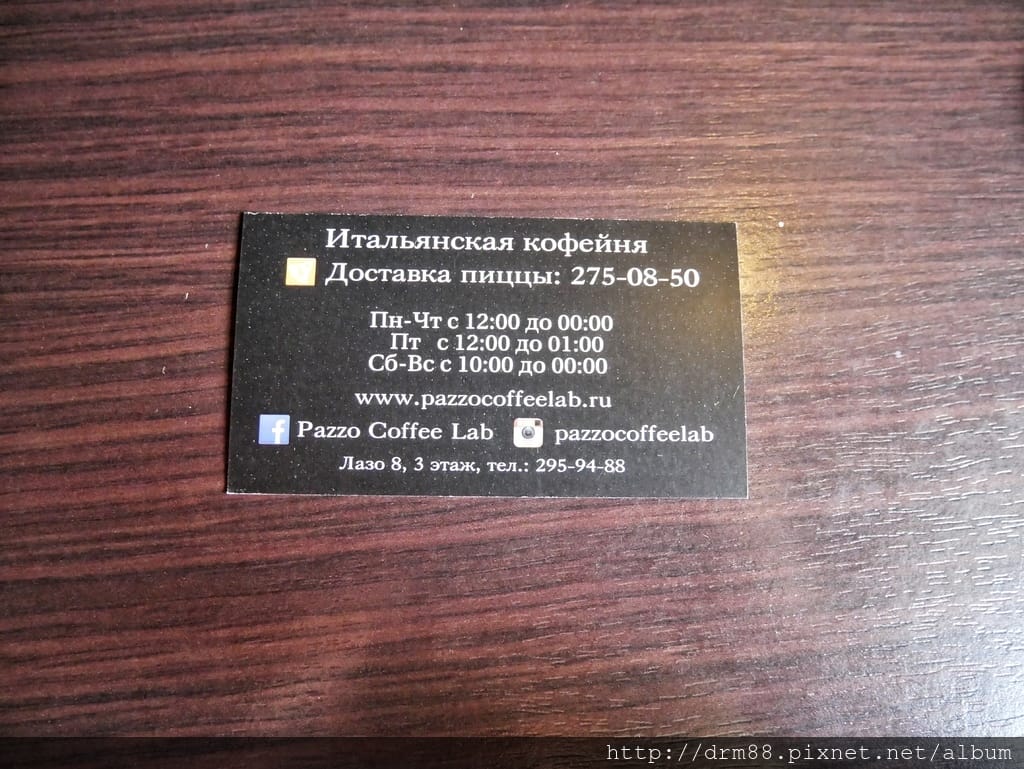 Итальянская кофейня
Доставка пиццы: 275-08-50
Пн-Чт с 12:00 до 00:00
Пт с 12:00 до 01:00
Сб-Вс с 10:00 до 00:00
www.pazzocoffeelab.ru
Pazzo Coffee Lab pazzocoffeelab
Лазо 8, 3 этаж, тел.: 295-94-88
http://drm88.pixnet.net/album